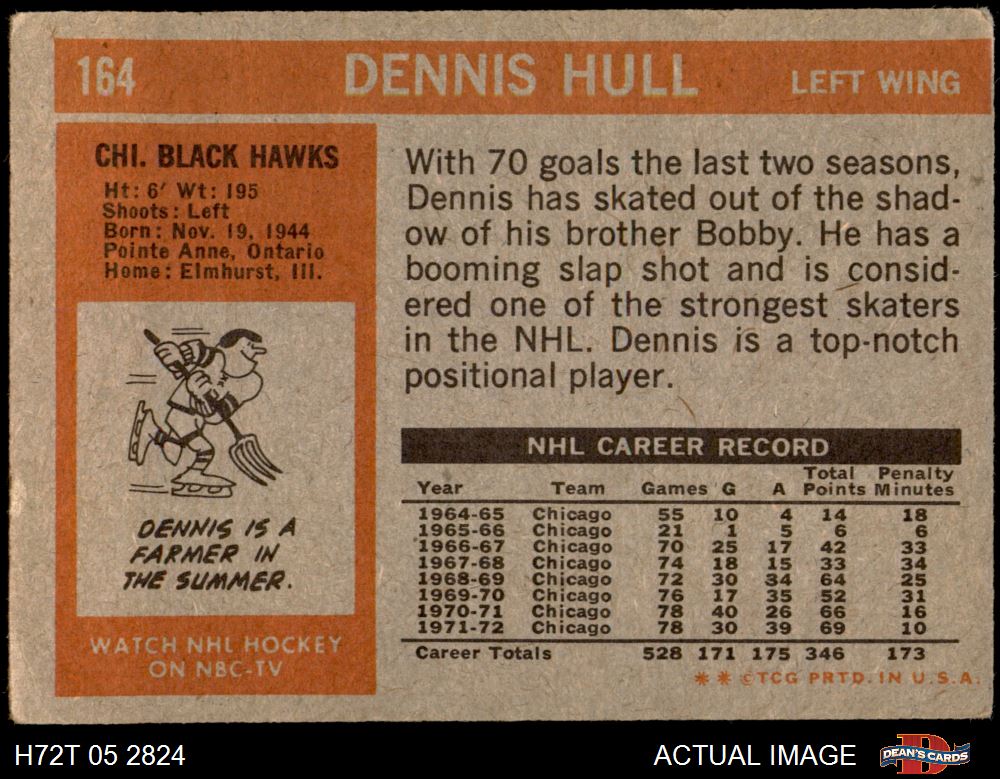 164 DENNIS HULL LEFT WING
CHI. BLACK HAWKS
Ht: 6' Wt: 195
Shoots: Left
Born: Nov. 19, 1944
Pointe Anne, Ontario
Home: Elmhurst, Ill.
DENNIS IS A
FARMER IN
THE SUMMER.
WATCH NHL HOCKEY
ON NBC-TV
With 70 goals the last two seasons,
Dennis has skated out of the shad-
ow of his brother Bobby. He has a
booming slap shot and is consid-
ered one of the strongest skaters
in the NHL. Dennis is a top-notch
positional player.
NHL CAREER RECORD
Total Penalty
Year Team Games G A Points Minutes
1964-65 Chicago 55 10 4 14 18
1965-66 Chicago 21 1 5 6 6
1966-67 Chicago 70 25 17 42 33
1967-68 Chicago 74 18 15 33 34
1968-69 Chicago 72 30 34 64 25
1969-70 Chicago 76 17 35 52 31
1970-71 Chicago 78 40 26 66 16
1971-72 Chicago 78 30 39 69 10
Career Totals 528 171 175 346 173
* * ©TCG PRTD. IN U.S.A.
H72T 05 2824 ACTUAL IMAGE DEAN'S CARDS